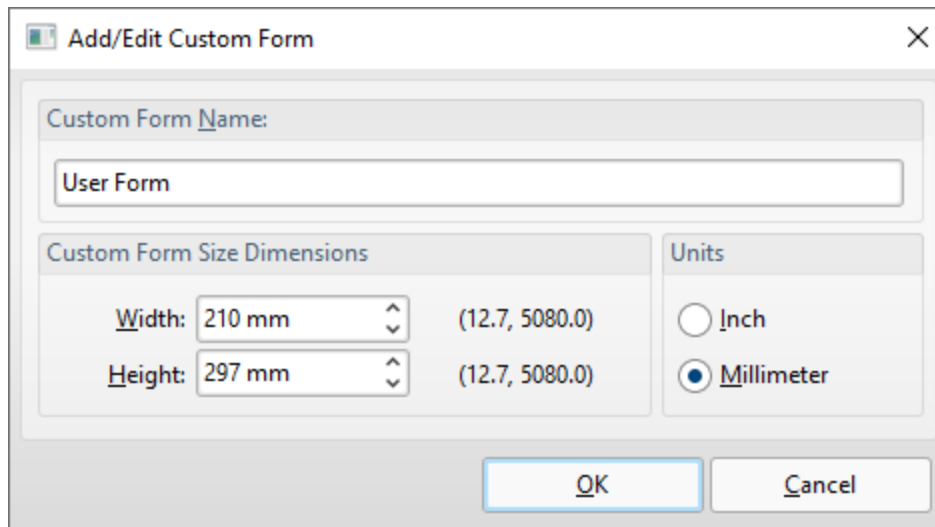 Add/Edit Custom Form
Custom Form Name:
User Form
Custom Form Size Dimensions
Width: 210 mm (12.7, 5080.0)
Height: 297 mm (12.7, 5080.0)
Units
Inch
Millimeter
OK Cancel